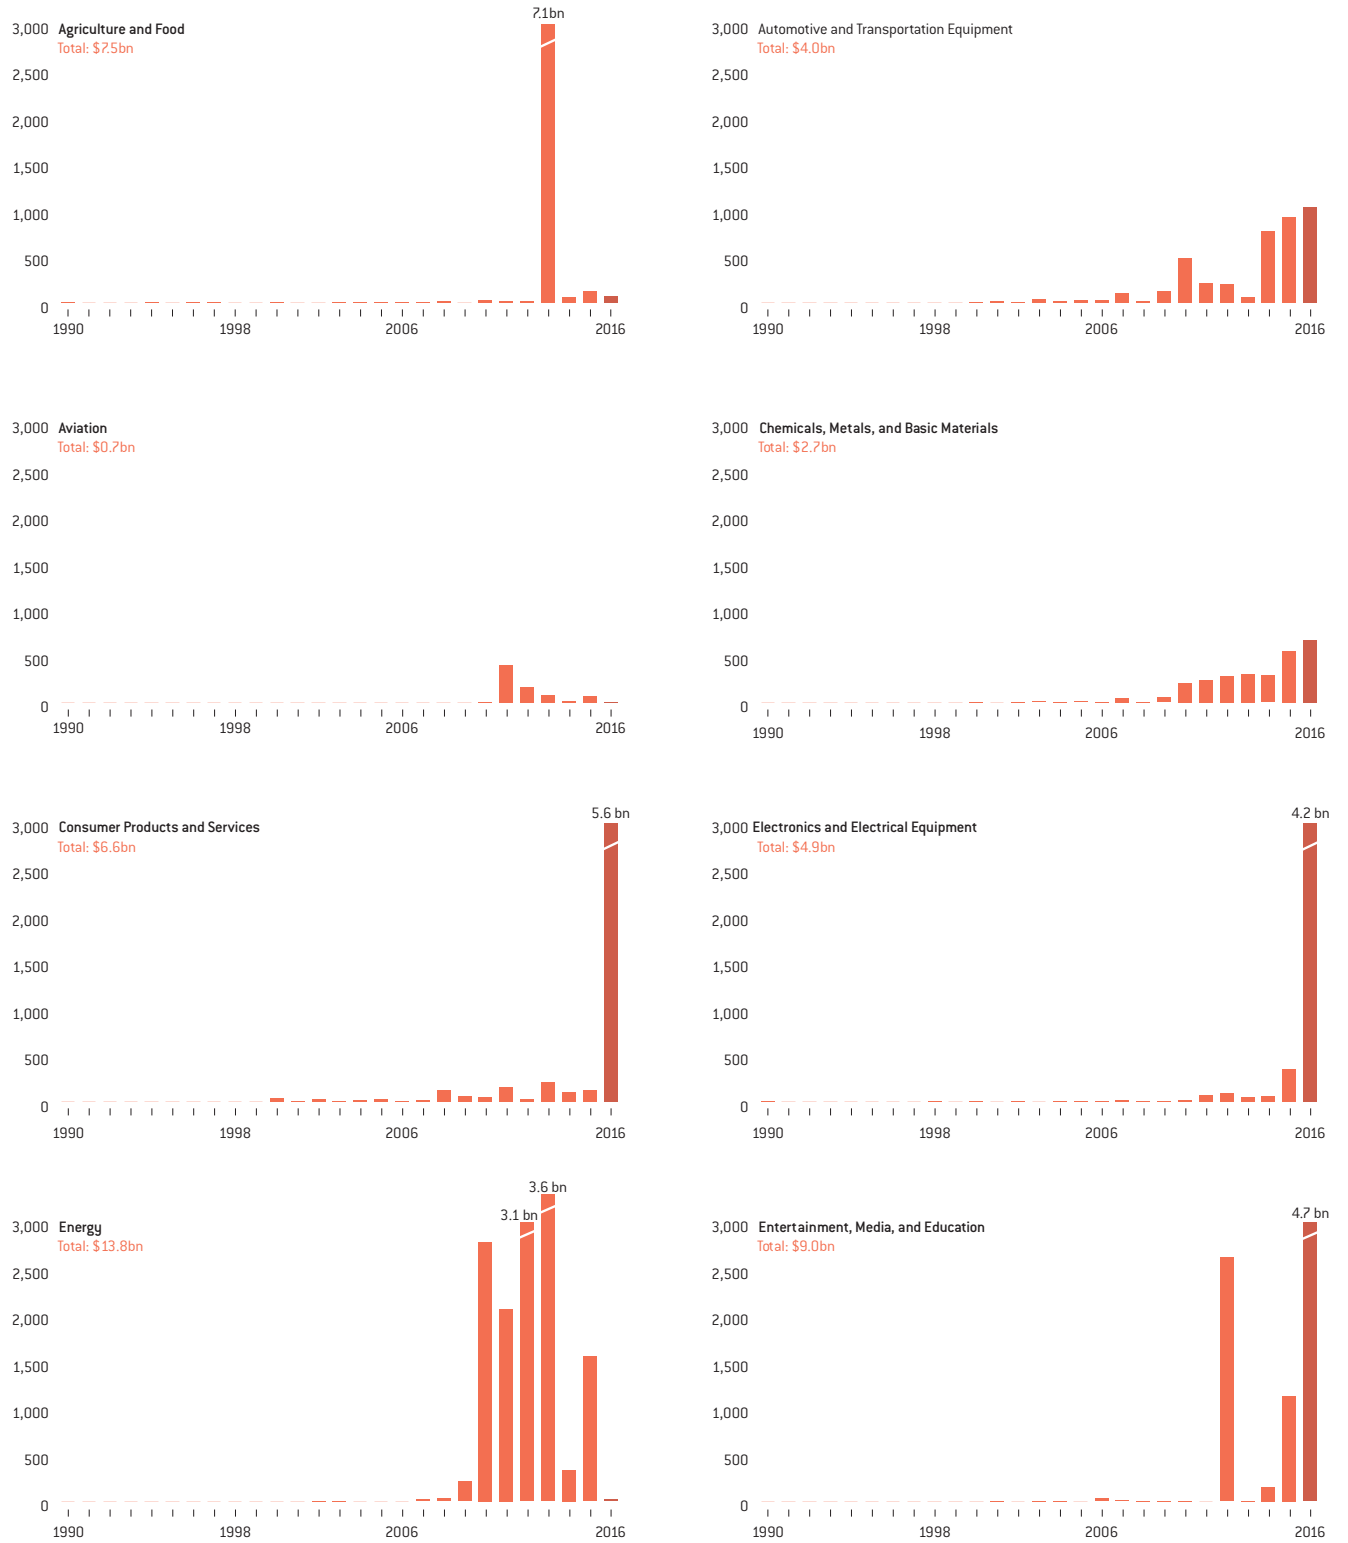 7.1bn
3,000 Agriculture and Food
Total: $7.5bn
2,500
2,000
1,500
1,000
500
0
1990 1998 2006 2016
3,000 Automotive and Transportation Equipment
Total: $4.0bn
2,500
2,000
1,500
1,000
500
0
1990 1998 2006 2016
3,000 Aviation
Total: $0.7bn
2,500
2,000
1,500
1,000
500
0
1990 1998 2006 2016
3,000 Chemicals, Metals, and Basic Materials
Total: $2.7bn
2,500
2,000
1,500
1,000
500
0
1990 1998 2006 2016
5.6 bn
3,000 Consumer Products and Services
Total: $6.6bn
2,500
2,000
1,500
1,000
500
0
1990 1998 2006 2016
4.2 bn
3,000 Electronics and Electrical Equipment
Total: $4.9bn
2,500
2,000
1,500
1,000
500
0
1990 1998 2006 2016
3.6 bn
3.1 bn
3,000 Energy
Total: $13.8bn
2,500
2,000
1,500
1,000
500
0
1990 1998 2006 2016
4.7 bn
3,000 Entertainment, Media, and Education
Total: $9.0bn
2,500
2,000
1,500
1,000
500
0
1990 1998 2006 2016